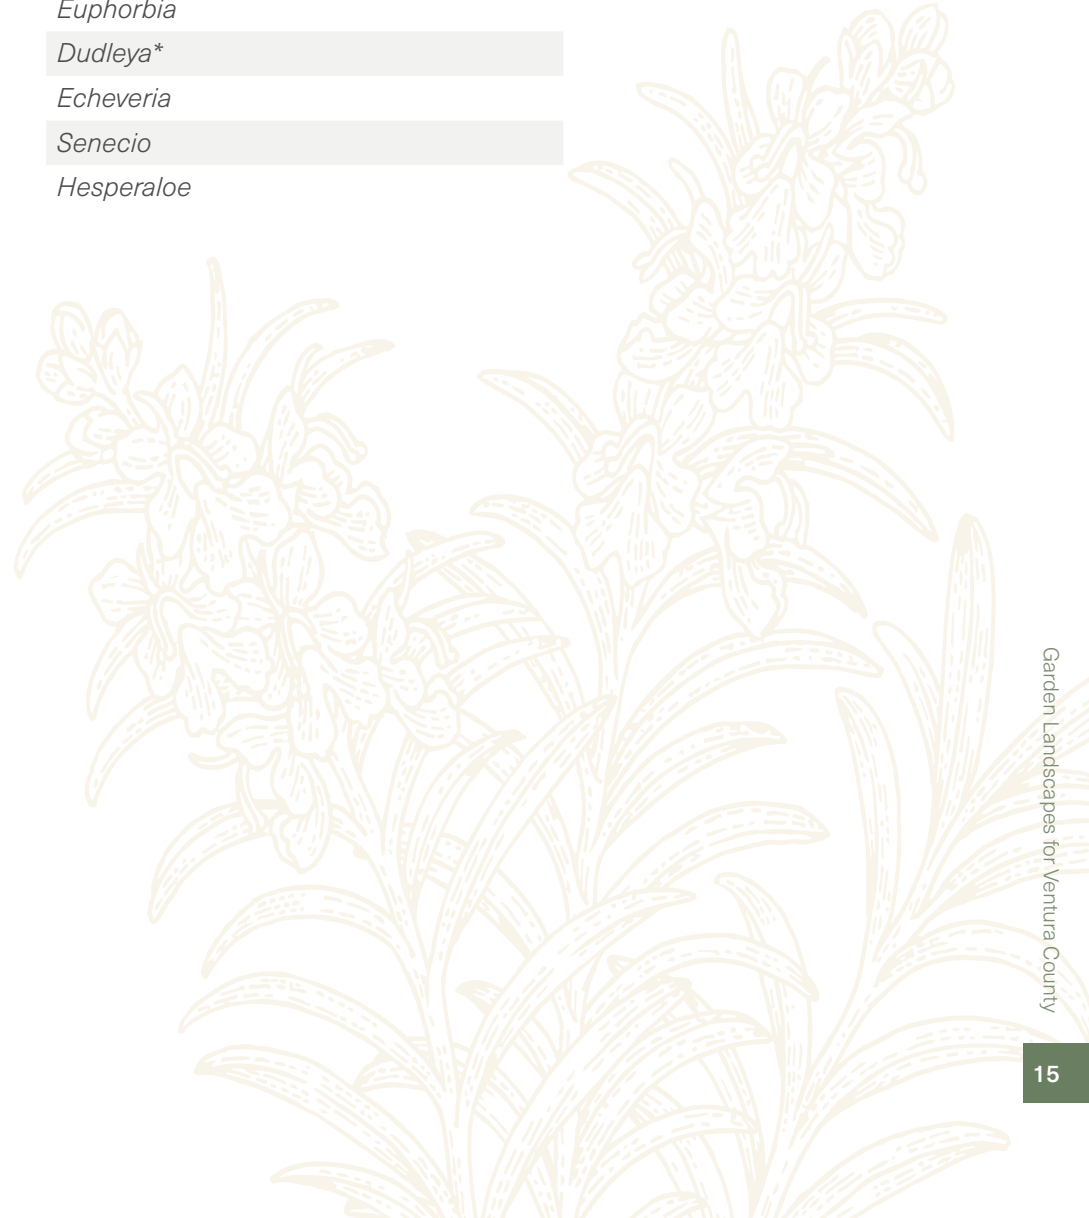 Euphorbia
Dudleya*
Echeveria
Senecio
Hesperaloe
Garden Landscapes for Ventura County
15